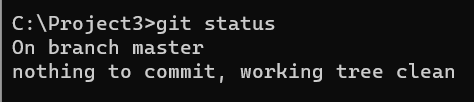 C:\Project3>git status
On branch master
nothing to commit, working tree clean